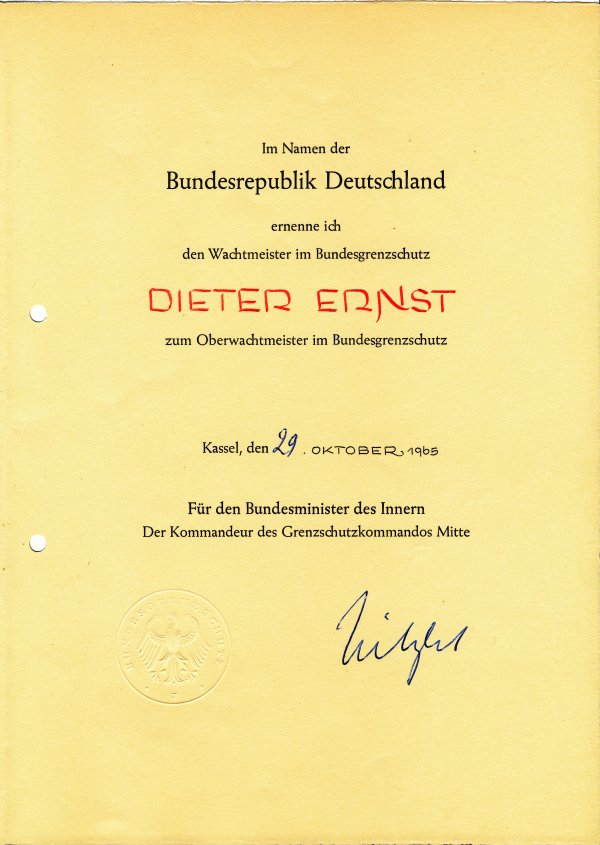 Im Namen der
Bundesrepublik Deutschland
ernenne ich
den Wachtmeister im Bundesgrenzschutz
DIETER ERNST
zum Oberwachtmeister im Bundesgrenzschutz
Kassel, den 29. OKTOBER 1965
Für den Bundesminister des Innern
Der Kommandeur des Grenzschutzkommandos Mitte
BUNDESGRENZSCHUTZ